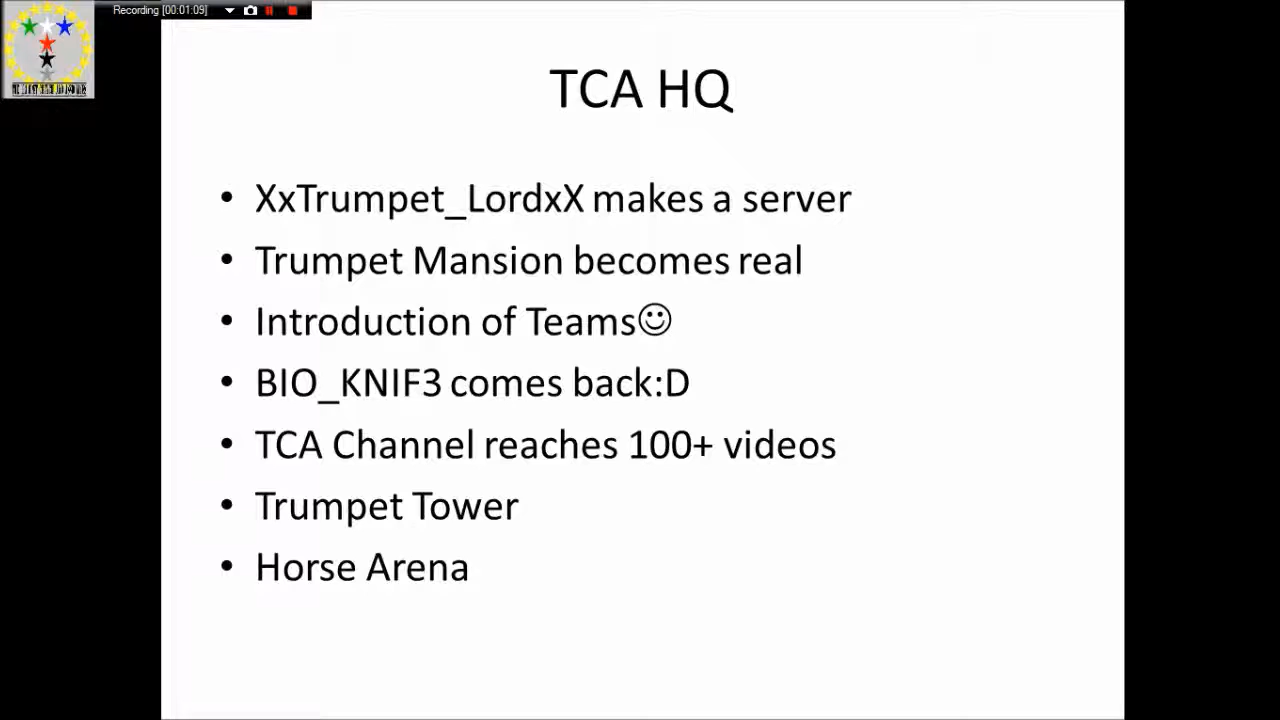 Recording [00:01:09]
TCA HQ
• XxTrumpet_LordxX makes a server
• Trumpet Mansion becomes real
• Introduction of Teams☺
• BIO_KNIF3 comes back:D
• TCA Channel reaches 100+ videos
• Trumpet Tower
• Horse Arena